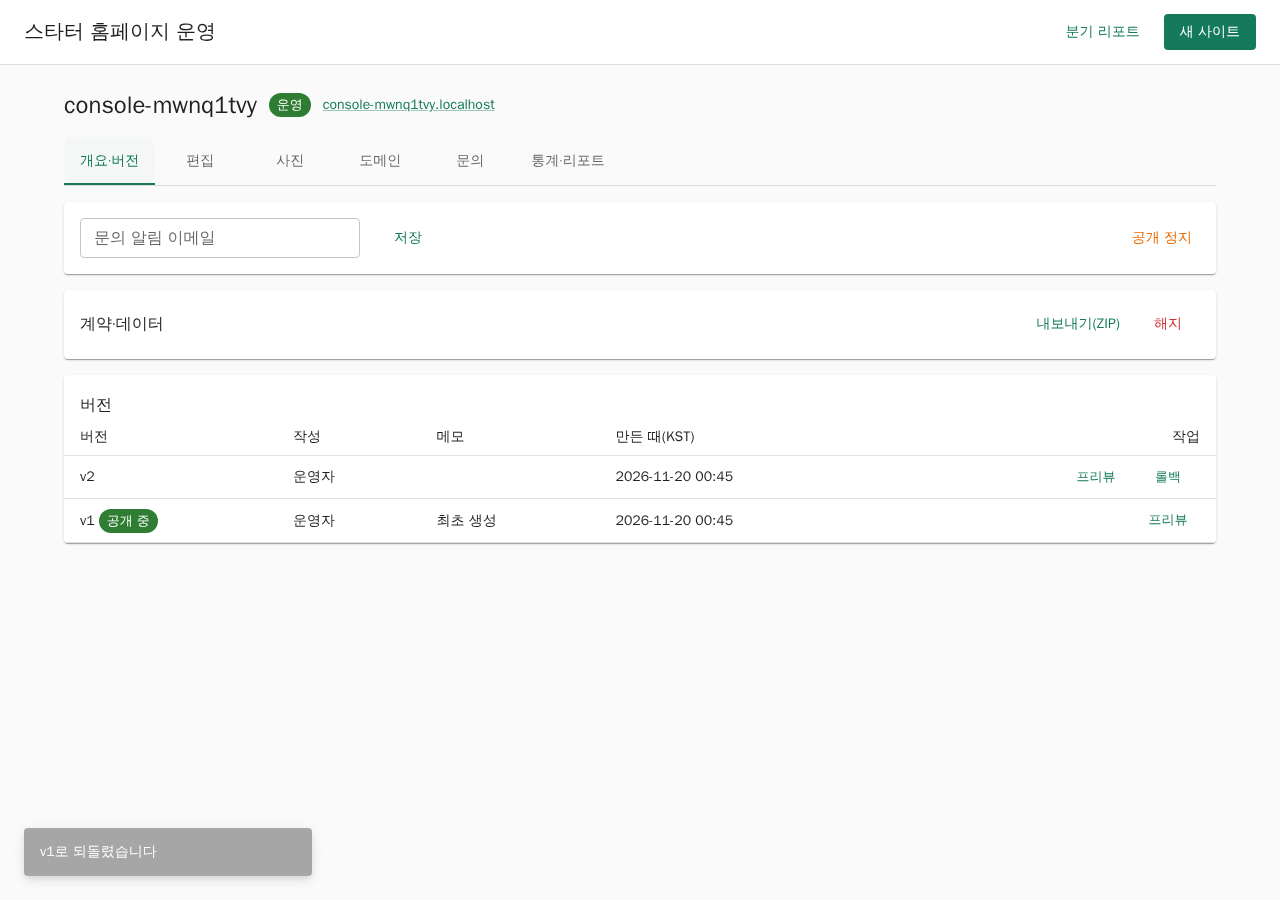 스타터 홈페이지 운영
분기 리포트
새 사이트
console-mwnq1tvy 운영 console-mwnq1tvy.localhost
개요·버전 편집 사진 도메인 문의 통계·리포트
문의 알림 이메일 저장 공개 정지
계약·데이터 내보내기(ZIP) 해지
버전
버전 작성 메모 만든 때(KST) 작업
v2 운영자 2026-11-20 00:45 프리뷰 롤백
v1 공개 중 운영자 최초 생성 2026-11-20 00:45 프리뷰
v1로 되돌렸습니다